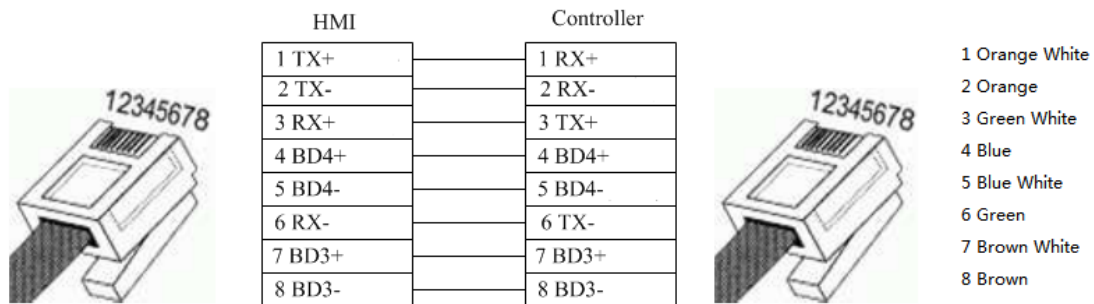 HMI
Controller
1 TX+
1 RX+
2 TX-
2 RX-
3 RX+
3 TX+
4 BD4+
4 BD4+
5 BD4-
5 BD4-
6 RX-
6 TX-
7 BD3+
7 BD3+
8 BD3-
8 BD3-
12345678
12345678
1 Orange White
2 Orange
3 Green White
4 Blue
5 Blue White
6 Green
7 Brown White
8 Brown